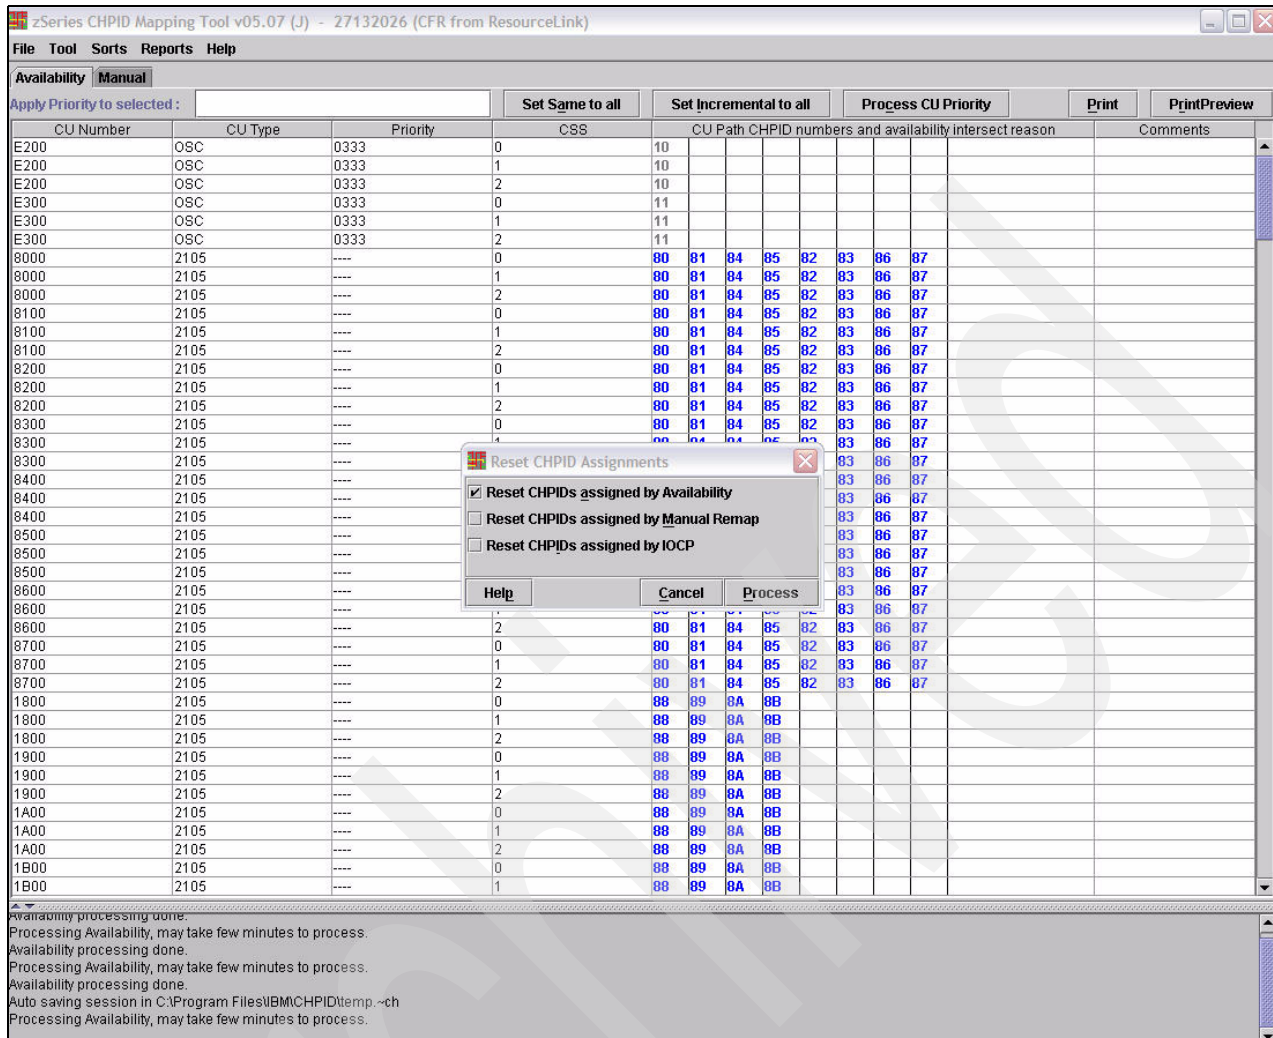 zSeries CHPID Mapping Tool v05.07 (J) - 27132026 (CFR from ResourceLink)
File Tool Sorts Reports Help
Availability Manual
Apply Priority to selected : Set Same to all Set Incremental to all Process CU Priority Print PrintPreview
CU Number CU Type Priority CSS CU Path CHPID numbers and availability intersect reason Comments
E200 OSC 0333 0 10
E200 OSC 0333 1 10
E200 OSC 0333 2 10
E300 OSC 0333 0 11
E300 OSC 0333 1 11
E300 OSC 0333 2 11
8000 2105 ---- 0 80 81 84 85 82 83 86 87
8000 2105 ---- 1 80 81 84 85 82 83 86 87
8000 2105 ---- 2 80 81 84 85 82 83 86 87
8100 2105 ---- 0 80 81 84 85 82 83 86 87
8100 2105 ---- 1 80 81 84 85 82 83 86 87
8100 2105 ---- 2 80 81 84 85 82 83 86 87
8200 2105 ---- 0 80 81 84 85 82 83 86 87
8200 2105 ---- 1 80 81 84 85 82 83 86 87
8200 2105 ---- 2 80 81 84 85 82 83 86 87
8300 2105 ---- 0 80 81 84 85 82 83 86 87
8300 2105 ---- 83 86 87
8300 2105 ---- 83 86 87
8400 2105 ---- 83 86 87
8400 2105 ---- 83 86 87
8400 2105 ---- 83 86 87
8500 2105 ---- 83 86 87
8500 2105 ---- 83 86 87
8500 2105 ---- 83 86 87
8600 2105 ---- 83 86 87
8600 2105 ---- 83 86 87
Reset CHPID Assignments
Reset CHPIDs assigned by Availability
Reset CHPIDs assigned by Manual Remap
Reset CHPIDs assigned by IOCP
Help Cancel Process
8600 2105 ---- 2 80 81 84 85 82 83 86 87
8700 2105 ---- 0 80 81 84 85 82 83 86 87
8700 2105 ---- 1 80 81 84 85 82 83 86 87
8700 2105 ---- 2 80 81 84 85 82 83 86 87
1800 2105 ---- 0 88 89 8A 8B
1800 2105 ---- 1 88 89 8A 8B
1800 2105 ---- 2 88 89 8A 8B
1900 2105 ---- 0 88 89 8A 8B
1900 2105 ---- 1 88 89 8A 8B
1900 2105 ---- 2 88 89 8A 8B
1A00 2105 ---- 0 88 89 8A 8B
1A00 2105 ---- 1 88 89 8A 8B
1A00 2105 ---- 2 88 89 8A 8B
1B00 2105 ---- 0 88 89 8A 8B
1B00 2105 ---- 1 88 89 8A 8B
Availability processing done.
Processing Availability, may take few minutes to process.
Availability processing done.
Processing Availability, may take few minutes to process.
Availability processing done.
Auto saving session in C:\Program Files\IBM\CHPID\temp.~ch
Processing Availability, may take few minutes to process.